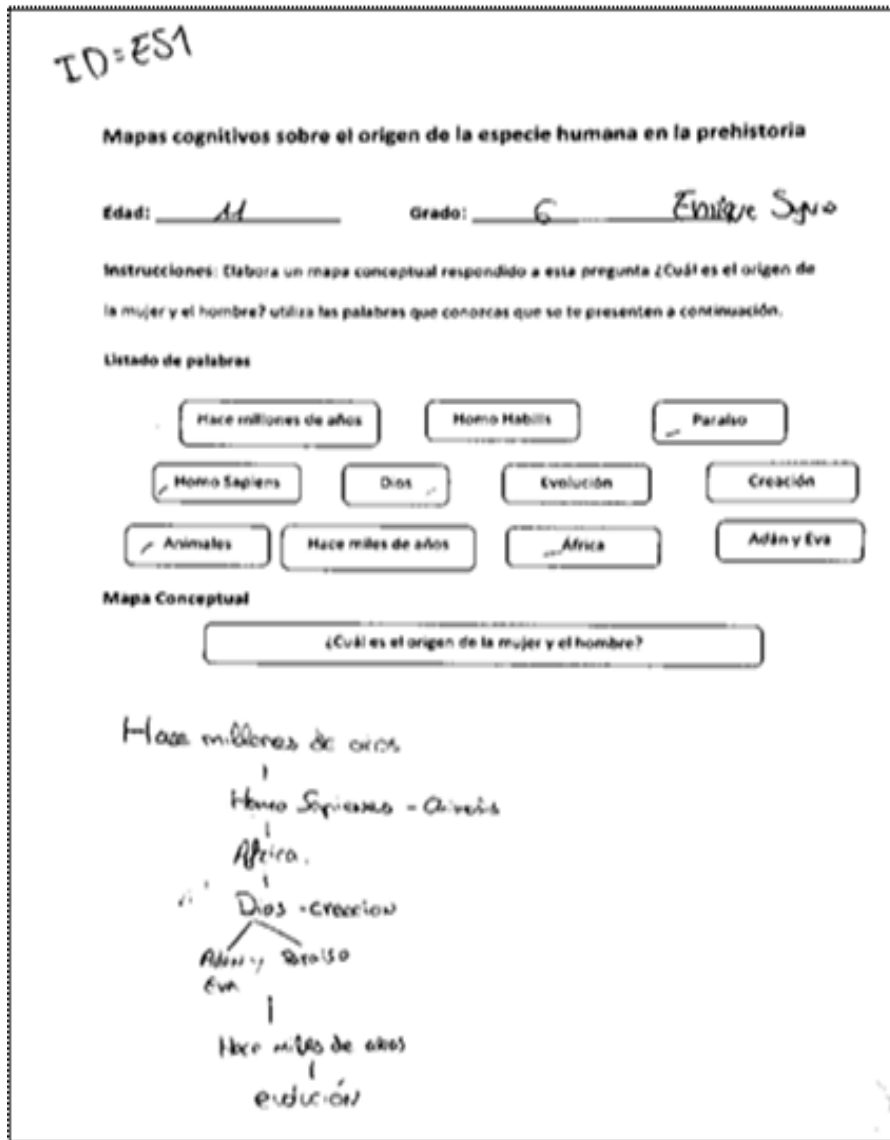 ID=ES1
Mapas cognitivos sobre el origen de la especie humana en la prehistoria
Edad: 11 Grado: 6 Enrique
Instrucciones: Elabora un mapa conceptual respondido a esta pregunta ¿Cuál es el origen de
la mujer y el hombre? utiliza las palabras que conozcas que se te presenten a continuación.
Listado de palabras
Hace millones de años Homo Habilis Paraíso
Homo Sapiens Dios Evolución Creación
Animales Hace miles de años África Adán y Eva
Mapa Conceptual
¿Cuál es el origen de la mujer y el hombre?
Hace millones de años
Homo -
Africa.
Dios - creccion
Adan y Paraiso
Eva
Hace miles de años
evolución